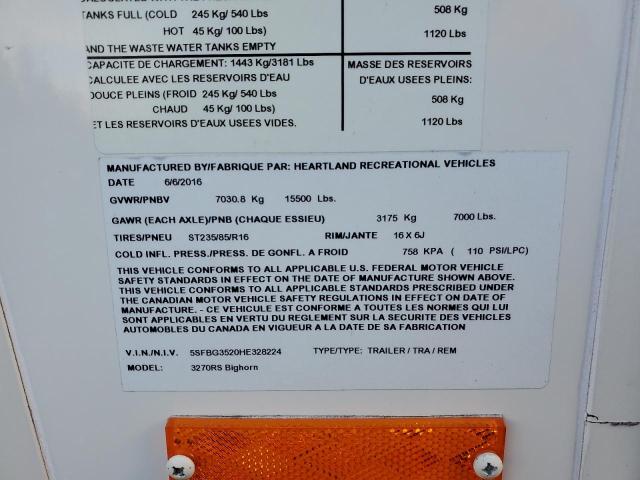 TANKS FULL (COLD 245 Kg/ 540 Lbs
HOT 45 Kg/ 100 Lbs)
AND THE WASTE WATER TANKS EMPTY
508 Kg
1120 Lbs
CAPACITE DE CHARGEMENT: 1443 Kg/3181 Lbs
CALCULEE AVEC LES RESERVOIRS D'EAU
DOUCE PLEINS (FROID 245 Kg/ 540 Lbs
CHAUD 45 Kg/ 100 Lbs)
ET LES RESERVOIRS D'EAUX USEES VIDES.
MASSE DES RESERVOIRS
D'EAUX USEES PLEINS:
508 Kg
1120 Lbs
MANUFACTURED BY/FABRIQUE PAR: HEARTLAND RECREATIONAL VEHICLES
DATE 6/6/2016
GVWR/PNBV 7030.8 Kg 15500 Lbs.
GAWR (EACH AXLE)/PNB (CHAQUE ESSIEU) 3175 Kg 7000 Lbs.
TIRES/PNEU ST235/85/R16 RIM/JANTE 16 X 6J
COLD INFL. PRESS./PRESS. DE GONFL. A FROID 758 KPA ( 110 PSI/LPC)
THIS VEHICLE CONFORMS TO ALL APPLICABLE U.S. FEDERAL MOTOR VEHICLE
SAFETY STANDARDS IN EFFECT ON THE DATE OF MANUFACTURE SHOWN ABOVE.
THIS VEHICLE CONFORMS TO ALL APPLICABLE STANDARDS PRESCRIBED UNDER
THE CANADIAN MOTOR VEHICLE SAFETY REGULATIONS IN EFFECT ON DATE OF
MANUFACTURE. - CE VEHICULE EST CONFORME A TOUTES LES NORMES QUI LUI
SONT APPLICABLES EN VERTU DU REGLEMENT SUR LA SECURITE DES VEHICLES
AUTOMOBILES DU CANADA EN VIGUEUR A LA DATE DE SA FABRICATION
V.I.N./N.I.V. 5SFBG3520HE328224 TYPE/TYPE: TRAILER / TRA / REM
MODEL: 3270RS Bighorn